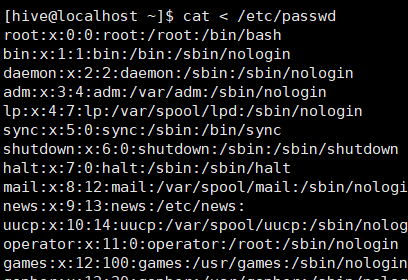 [hive@localhost ~]$ cat < /etc/passwd
root:x:0:0:root:/root:/bin/bash
bin:x:1:1:bin:/bin:/sbin/nologin
daemon:x:2:2:daemon:/sbin:/sbin/nologin
adm:x:3:4:adm:/var/adm:/sbin/nologin
lp:x:4:7:lp:/var/spool/lpd:/sbin/nologin
sync:x:5:0:sync:/sbin:/bin/sync
shutdown:x:6:0:shutdown:/sbin:/sbin/shutdown
halt:x:7:0:halt:/sbin:/sbin/halt
mail:x:8:12:mail:/var/spool/mail:/sbin/nologi
news:x:9:13:news:/etc/news:
uucp:x:10:14:uucp:/var/spool/uucp:/sbin/nolog
operator:x:11:0:operator:/root:/sbin/nologin
games:x:12:100:games:/usr/games:/sbin/nologin